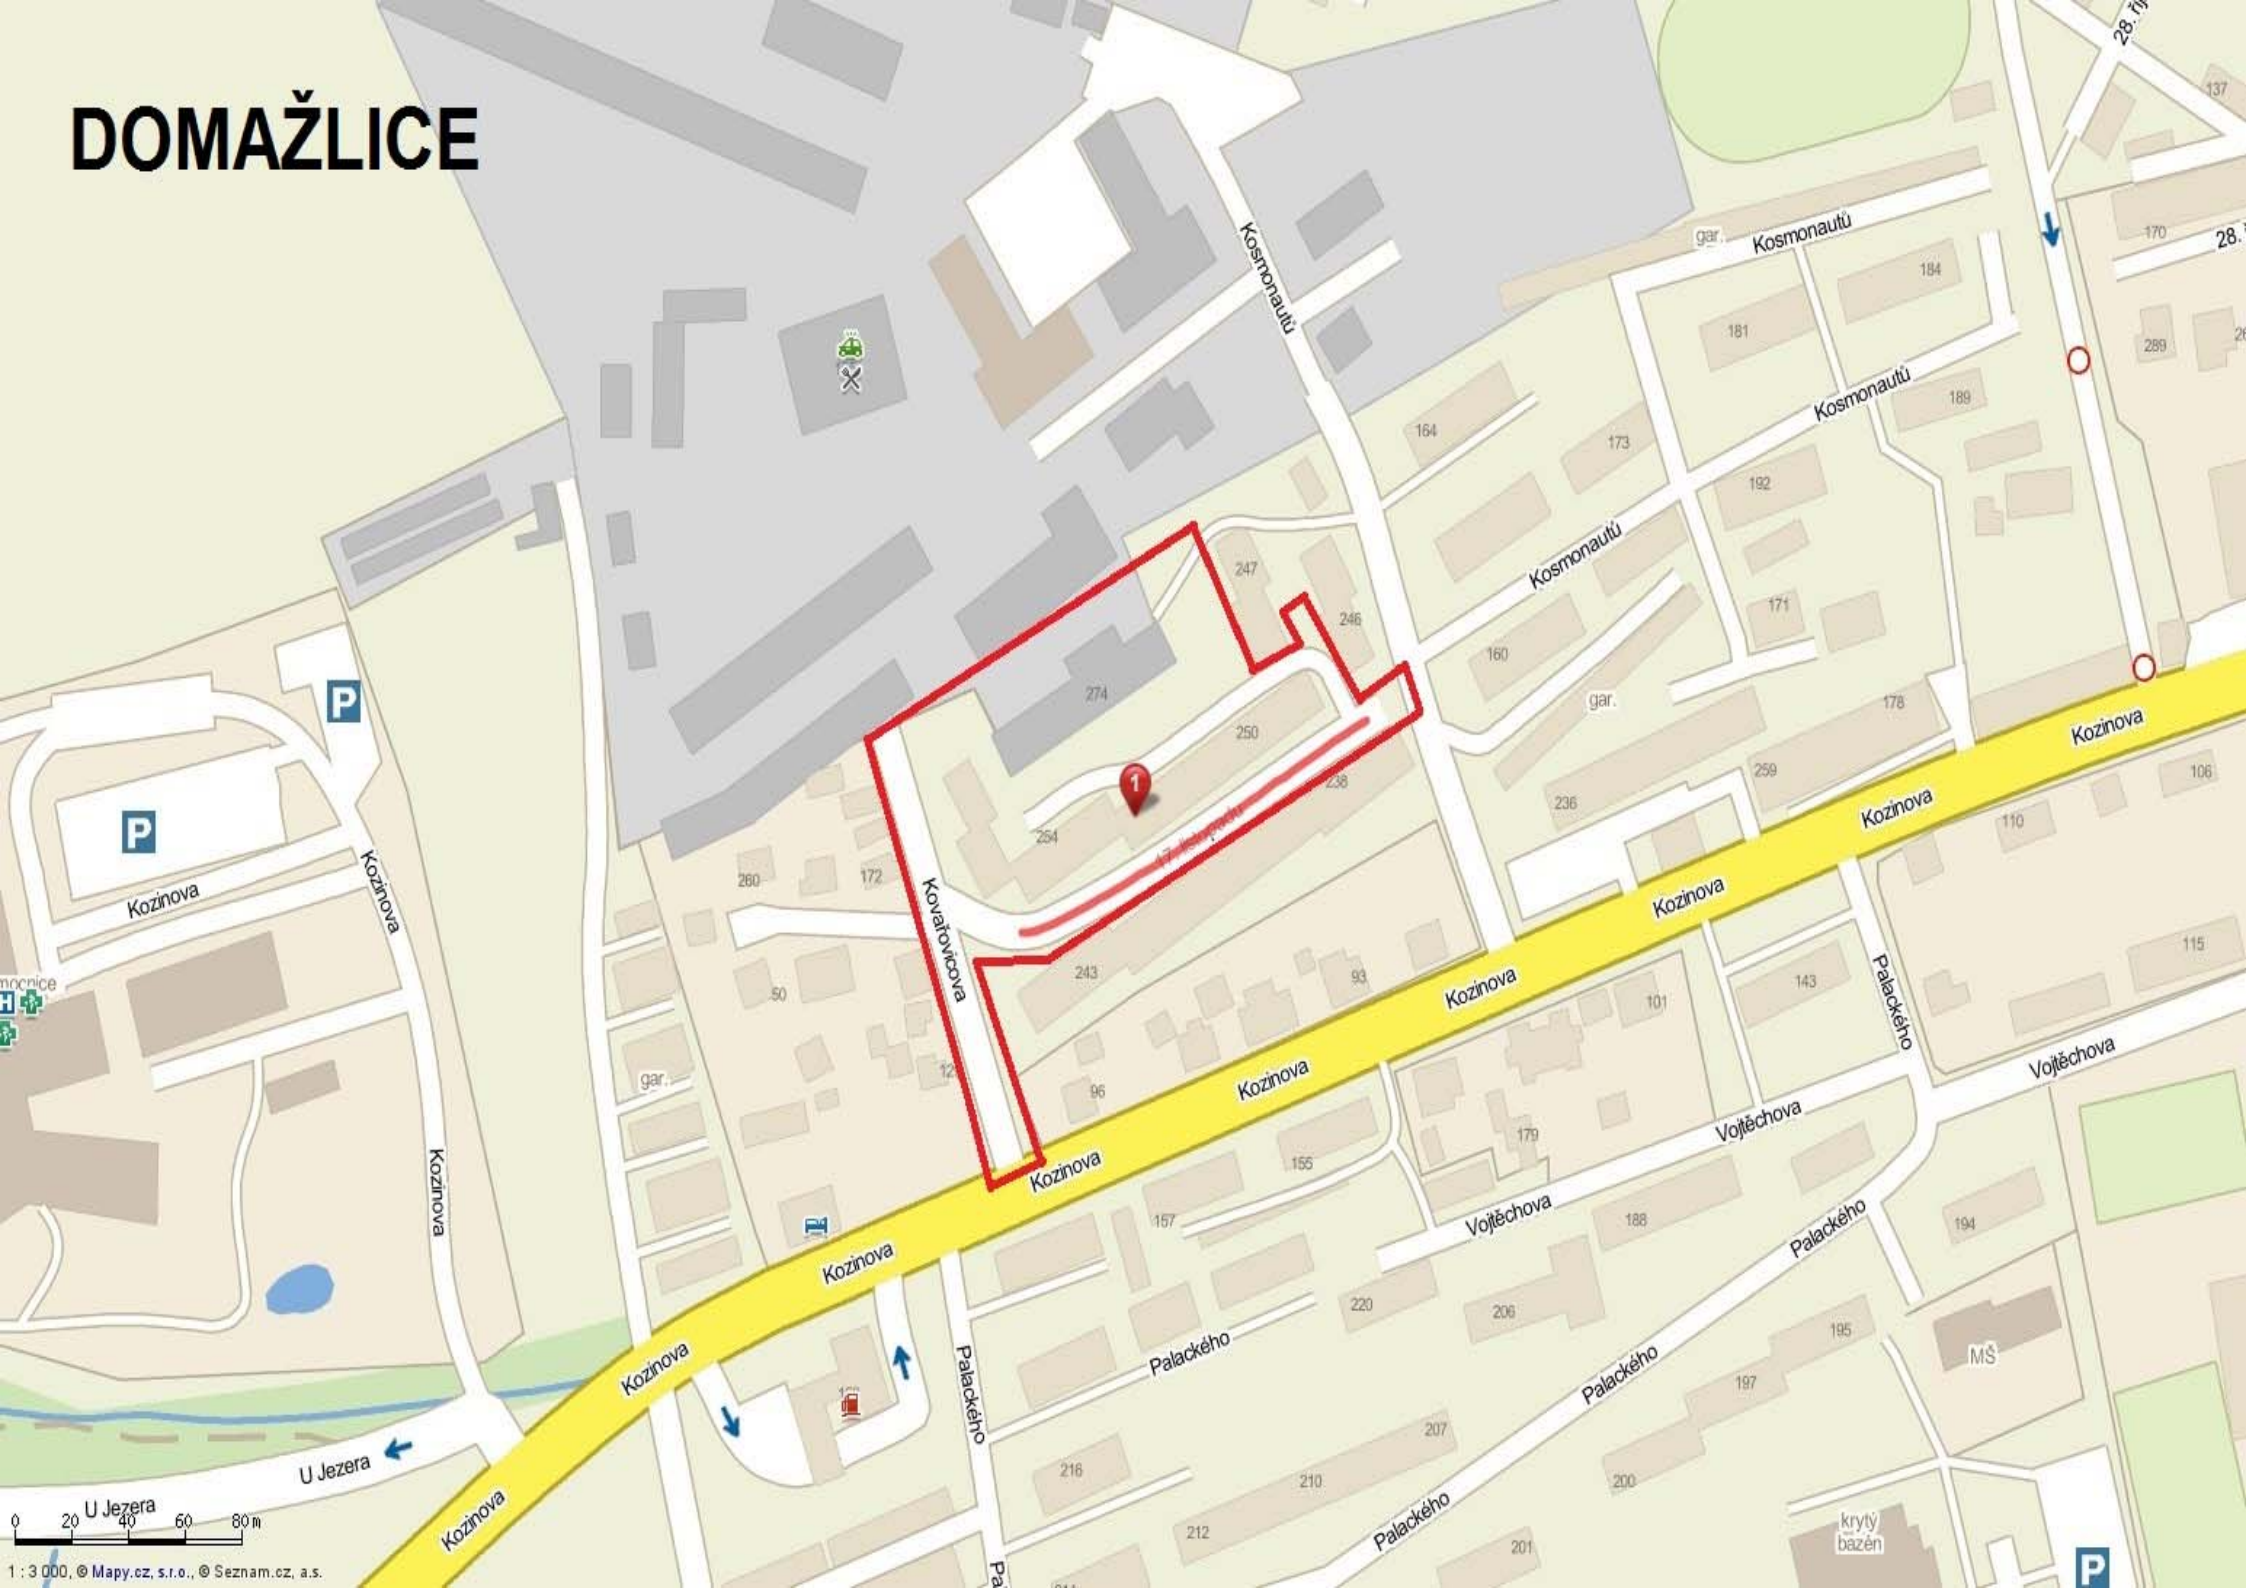 DOMAŽLICE
28.
137
Kosmonautů
gar.
Kosmonautů
170
28.
184
181
289
Kosmonautů
189
164
173
192
Kosmonautů
247
246
171
160
274
gar.
178
P
250
Kozinova
1
238
259
106
236
Kozinova
110
P
254
17. listopadu
260
172
Kozinova
Kozinova
Kozinova
Kovařovicova
115
243
93
Kozinova
143
50
101
Palackého
H
Vojtěchova
gar.
96
Kozinova
Vojtěchova
179
155
Kozinova
Kozinova
157
Vojtěchova
188
Palackého
194
Kozinova
220
206
195
Palackého
MŠ
Kozinova
Palackého
Palackého
197
207
216
210
200
U Jezera
Kozinova
Palackého
212
201
krytý
bazén
P
U Jezera
0 20 40 60 80 m
1 : 3 000, © Mapy.cz, s.r.o., © Seznam.cz, a.s.